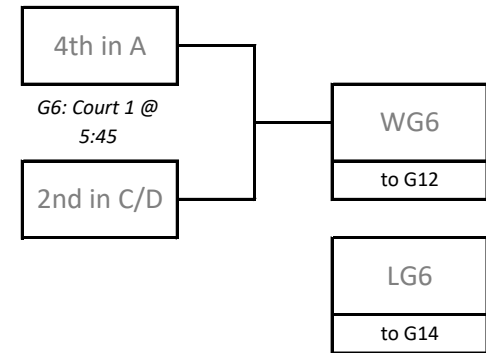 4th in A
G6: Court 1 @
5:45
WG6
to G12
2nd in C/D
LG6
to G14